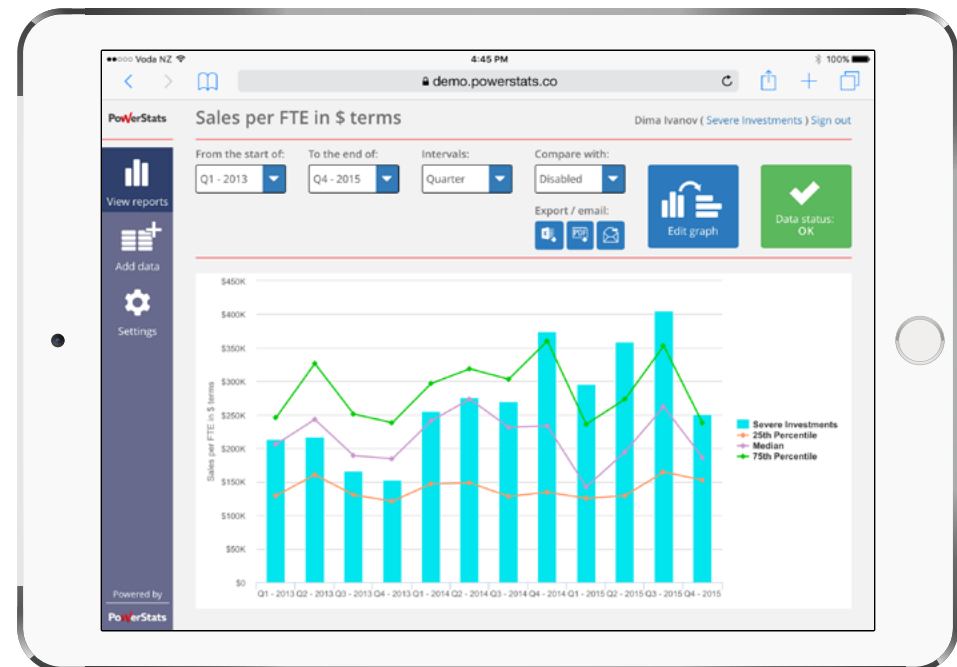 Voda NZ
4:45 PM
100%
demo.powerstats.co
PowerStats
Sales per FTE in $ terms
Dima Ivanov ( Severe Investments ) Sign out
From the start of:
To the end of:
Intervals:
Compare with:
Q1 - 2013
Q4 - 2015
Quarter
Disabled
Export / email:
PDF
Edit graph
Data status:
OK
View reports
Add data
Settings
Powered by
PowerStats
$450K
$400K
$350K
$300K
$250K
$200K
$150K
$100K
$50K
$0
Sales per FTE in $ terms
Q1 - 2013 Q2 - 2013 Q3 - 2013 Q4 - 2013 Q1 - 2014 Q2 - 2014 Q3 - 2014 Q4 - 2014 Q1 - 2015 Q2 - 2015 Q3 - 2015 Q4 - 2015
Severe Investments
25th Percentile
Median
75th Percentile